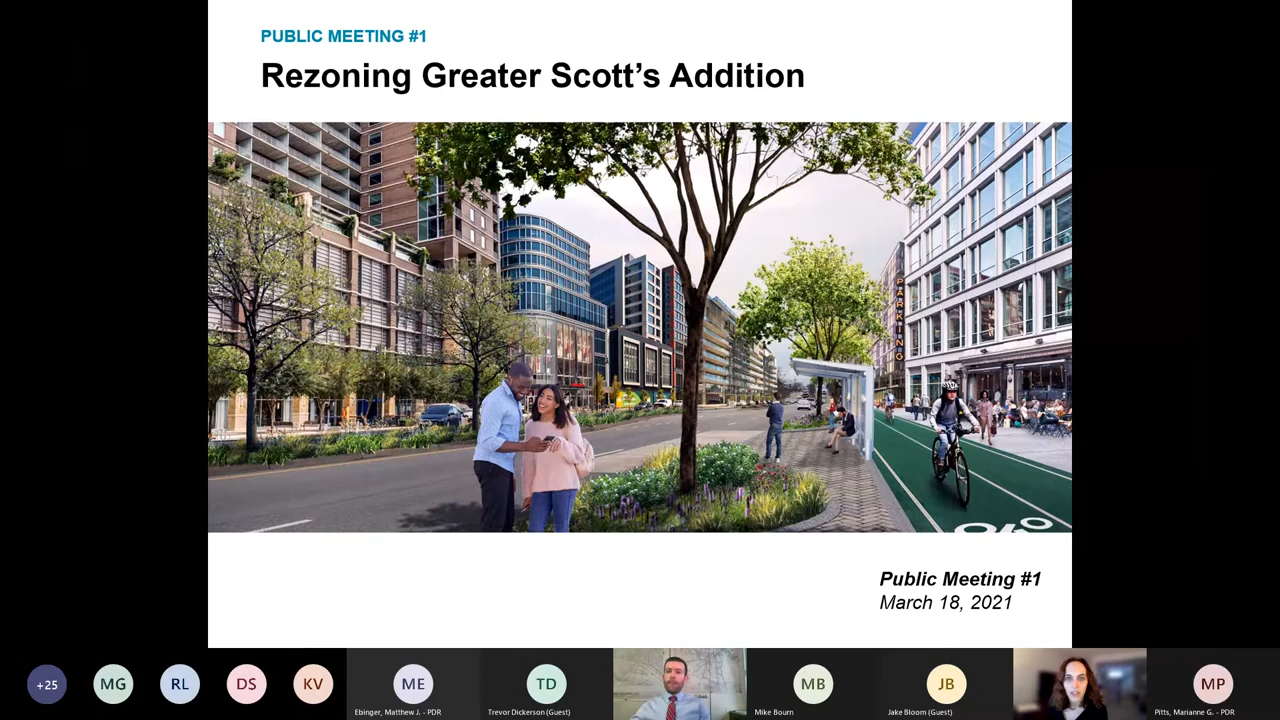 PUBLIC MEETING #1
Rezoning Greater Scott's Addition
PARKING
Public Meeting #1
March 18, 2021
+25
MG
RL
DS
KV
ME
TD
MB
JB
MP
Ebinger, Matthew J. - PDR
Trevor Dickerson (Guest)
Mike Bourn
Jake Bloom (Guest)
Pitts, Marianne G. - PDR